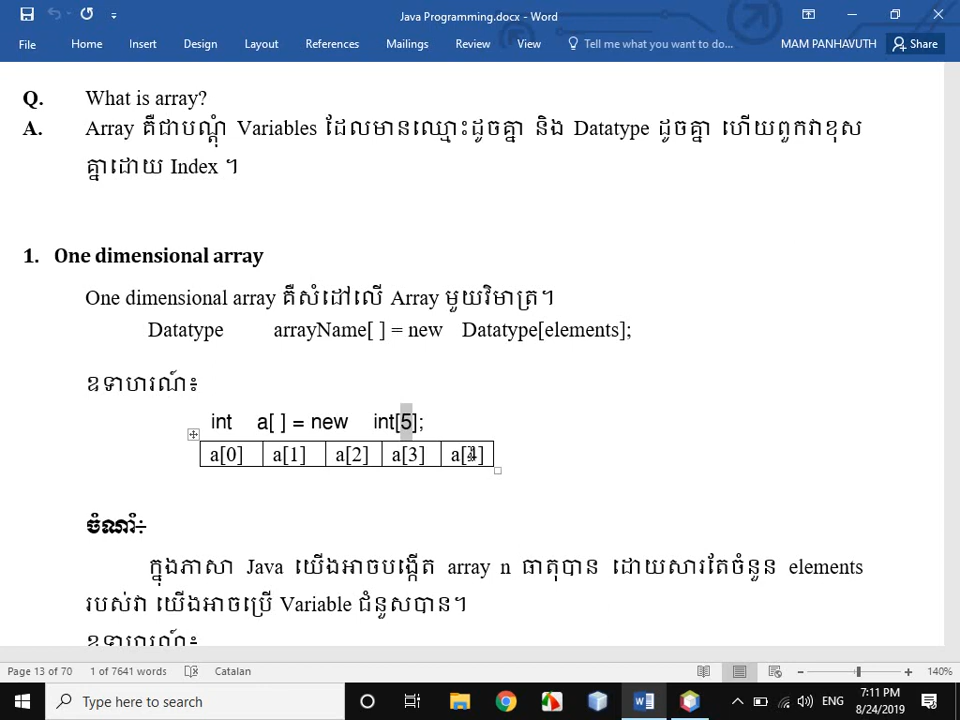 Java Programming.docx - Word
File Home Insert Design Layout References Mailings Review View Tell me what you want to do... MAM PANHAVUTH Share
Q. What is array?
A. Array គឺជាបណ្តុំ Variables ដែលមានឈ្មោះដូចគ្នា និង Datatype ដូចគ្នា ហើយពួកវាខុស
គ្នាដោយ Index ។
1. One dimensional array
One dimensional array គឺសំដៅលើ Array មួយវិមាត្រ។
Datatype arrayName[ ] = new Datatype[elements];
ឧទាហរណ៍ៈ
int a[ ] = new int[5];
a[0] a[1] a[2] a[3] a[4]
ចំណាំ÷
ក្នុងភាសា Java យើងអាចបង្កើត array n ធាតុបាន ដោយសារតែចំនួន elements
របស់វា យើងអាចប្រើ Variable ជំនួសបាន។
ឧទាហរណ៍ៈ
Page 13 of 70 1 of 7641 words Catalan 140%
Type here to search ENG 7:11 PM
8/24/2019